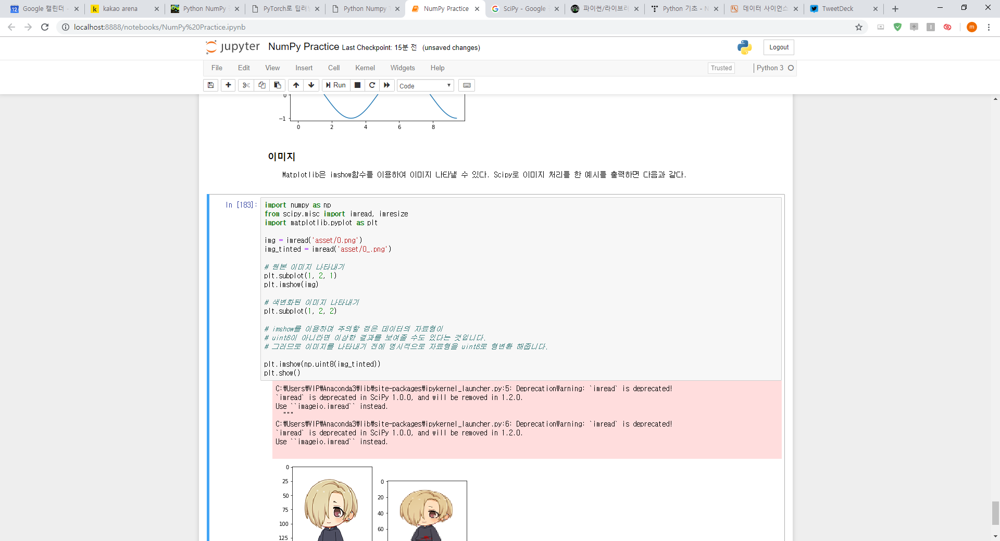 Google 캘린더 -
kakao arena
Python NumPy
PyTorch로 딥러닝
Python Numpy T
NumPy Practice
SciPy - Google
파이썬/라이브러
Python 기초 - N
데이터 사이언스
TweetDeck
localhost:8888/notebooks/NumPy%20Practice.ipynb
m
jupyter NumPy Practice Last Checkpoint: 15분 전 (unsaved changes)
Logout
File Edit View Insert Cell Kernel Widgets Help
Trusted
Python 3
Run
Code
0
−1
0 2 4 6 8
이미지
Matplotlib은 imshow함수를 이용하여 이미지 나타낼 수 있다. Scipy로 이미지 처리를 한 예시를 출력하면 다음과 같다.
In [183]:
import numpy as np
from scipy.misc import imread, imresize
import matplotlib.pyplot as plt
img = imread('asset/0.png')
img_tinted = imread('asset/0_.png')
# 원본 이미지 나타내기
plt.subplot(1, 2, 1)
plt.imshow(img)
# 색변화된 이미지 나타내기
plt.subplot(1, 2, 2)
# imshow를 이용하며 주의할 점은 데이터의 자료형이
# uint8이 아니라면 이상한 결과를 보여줄 수도 있다는 것입니다.
# 그러므로 이미지를 나타내기 전에 명시적으로 자료형을 uint8로 형변환 해줍니다.
plt.imshow(np.uint8(img_tinted))
plt.show()
C:₩Users₩VIP₩Anaconda3₩lib₩site-packages₩ipykernel_launcher.py:5: DeprecationWarning: `imread` is deprecated!
`imread` is deprecated in SciPy 1.0.0, and will be removed in 1.2.0.
Use ``imageio.imread`` instead.
"""
C:₩Users₩VIP₩Anaconda3₩lib₩site-packages₩ipykernel_launcher.py:6: DeprecationWarning: `imread` is deprecated!
`imread` is deprecated in SciPy 1.0.0, and will be removed in 1.2.0.
Use ``imageio.imread`` instead.
0
25
50
75
100
125
0
20
40
60